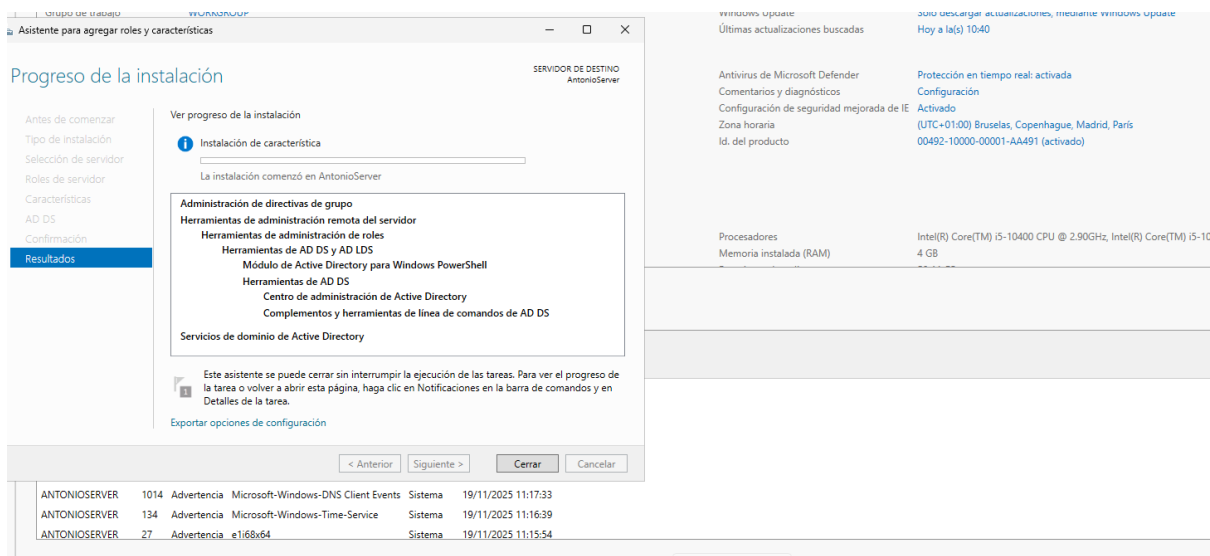 Grupo de trabajo WORKGROUP
Windows Update Solo descargar actualizaciones, mediante Windows Update
Últimas actualizaciones buscadas Hoy a la(s) 10:40
Antivirus de Microsoft Defender Protección en tiempo real: activada
Comentarios y diagnósticos Configuración
Configuración de seguridad mejorada de IE Activado
Zona horaria (UTC+01:00) Bruselas, Copenhague, Madrid, París
Id. del producto 00492-10000-00001-AA491 (activado)
Procesadores Intel(R) Core(TM) i5-10400 CPU @ 2.90GHz, Intel(R) Core(TM) i5-10
Memoria instalada (RAM) 4 GB
Asistente para agregar roles y características
Progreso de la instalación
SERVIDOR DE DESTINO
AntonioServer
Antes de comenzar
Tipo de instalación
Selección de servidor
Roles de servidor
Características
AD DS
Confirmación
Resultados
Ver progreso de la instalación
Instalación de característica
La instalación comenzó en AntonioServer
Administración de directivas de grupo
Herramientas de administración remota del servidor
Herramientas de administración de roles
Herramientas de AD DS y AD LDS
Módulo de Active Directory para Windows PowerShell
Herramientas de AD DS
Centro de administración de Active Directory
Complementos y herramientas de línea de comandos de AD DS
Servicios de dominio de Active Directory
1
Este asistente se puede cerrar sin interrumpir la ejecución de las tareas. Para ver el progreso de
la tarea o volver a abrir esta página, haga clic en Notificaciones en la barra de comandos y en
Detalles de la tarea.
Exportar opciones de configuración
< Anterior
Siguiente >
Cerrar
Cancelar
ANTONIOSERVER 1014 Advertencia Microsoft-Windows-DNS Client Events Sistema 19/11/2025 11:17:33
ANTONIOSERVER 134 Advertencia Microsoft-Windows-Time-Service Sistema 19/11/2025 11:16:39
ANTONIOSERVER 27 Advertencia e1i68x64 Sistema 19/11/2025 11:15:54